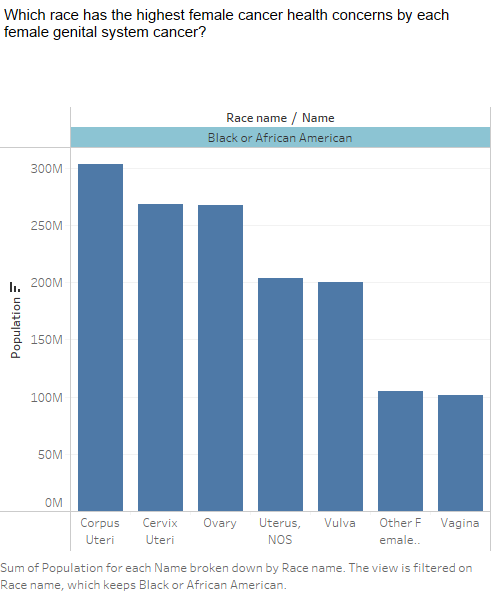 Which race has the highest female cancer health concerns by each
female genital system cancer?
Race name / Name
Black or African American
300M
250M
200M
150M
100M
50M
0M
Population
Corpus Uteri
Cervix Uteri
Ovary
Uterus, NOS
Vulva
Other F emale..
Vagina
Sum of Population for each Name broken down by Race name. The view is filtered on
Race name, which keeps Black or African American.